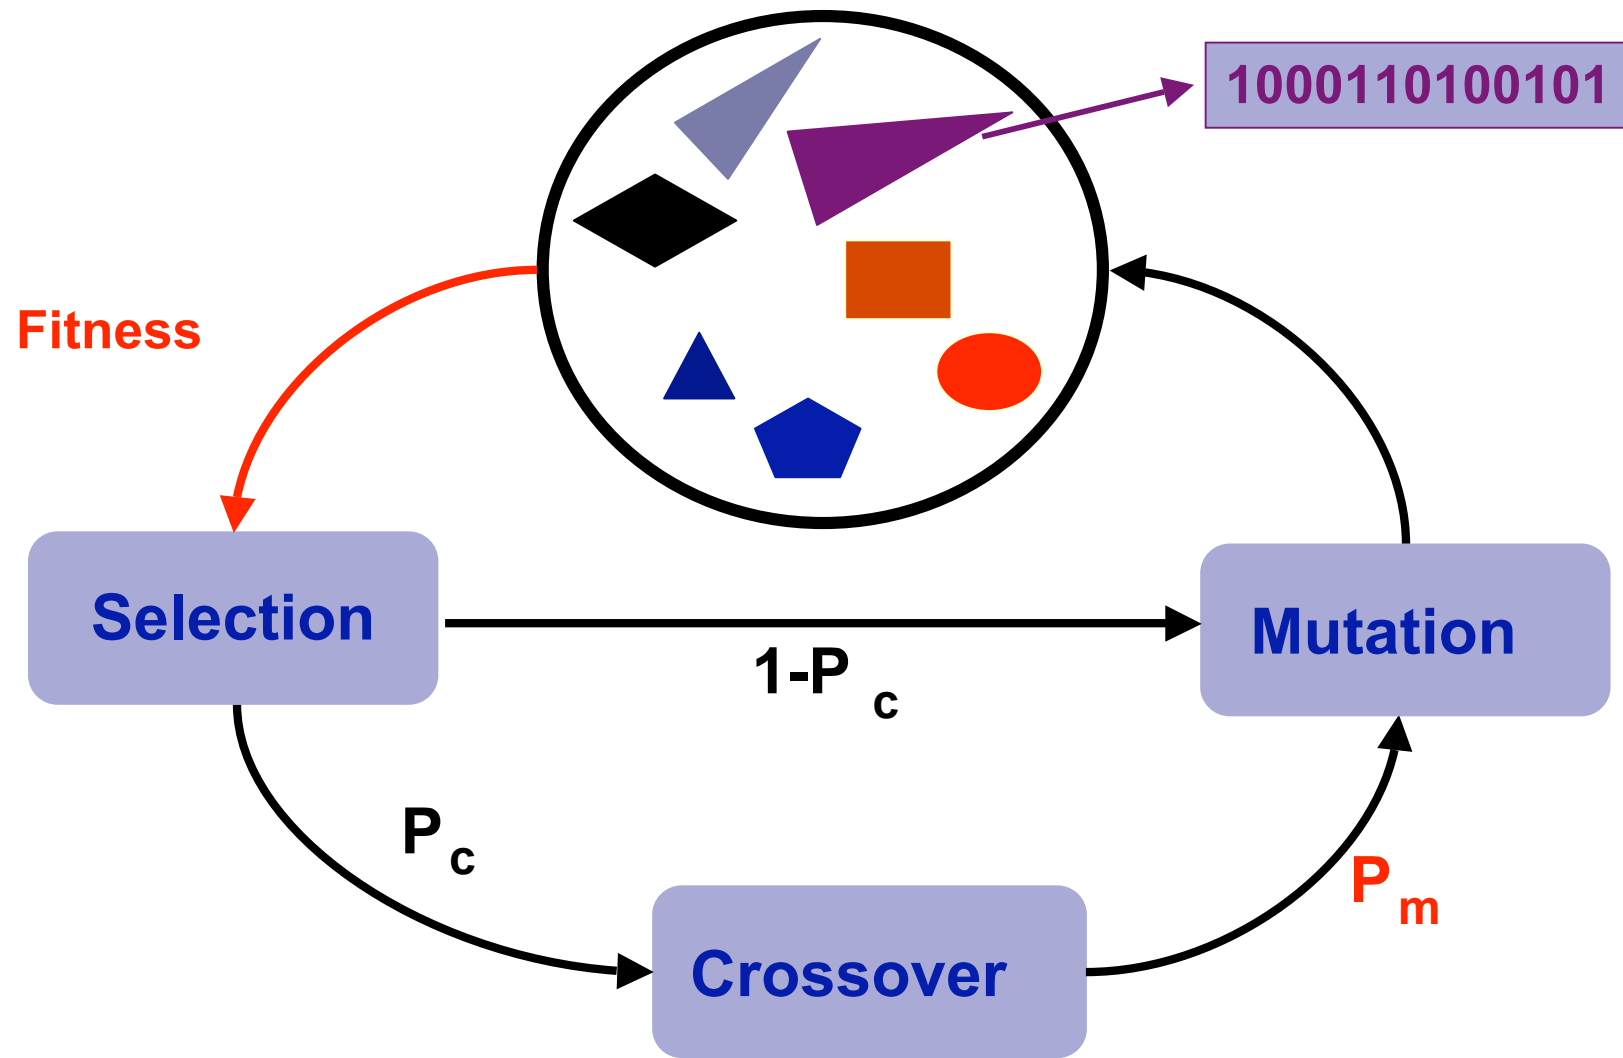 1000110100101
Fitness
Selection
Mutation
1-P c
P c
P m
Crossover